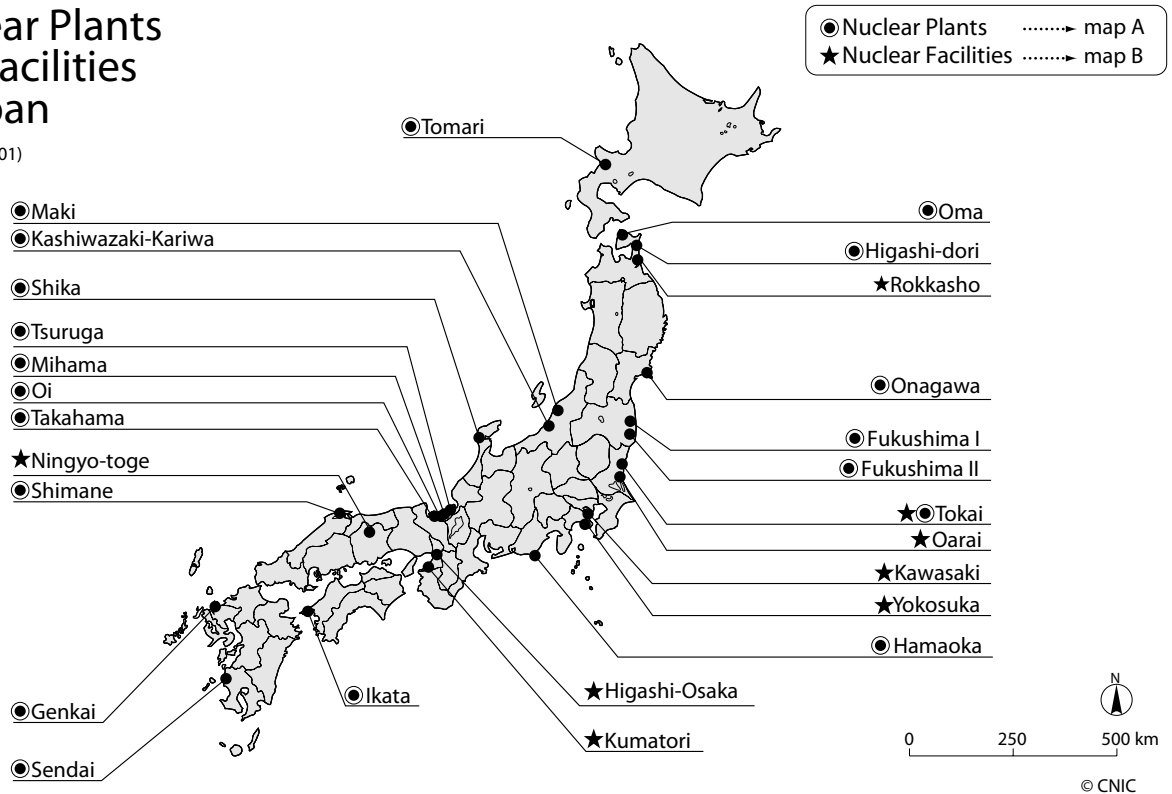 ear Plants
acilities
pan
01)
Nuclear Plants map A
Nuclear Facilities map B
Tomari
Maki
Kashiwazaki-Kariwa
Shika
Tsuruga
Mihama
Oi
Takahama
Ningyo-toge
Shimane
Genkai
Sendai
Ikata
Higashi-Osaka
Kumatori
Oma
Higashi-dori
Rokkasho
Onagawa
Fukushima I
Fukushima II
Tokai
Oarai
Kawasaki
Yokosuka
Hamaoka
N
0 250 500 km
© CNIC